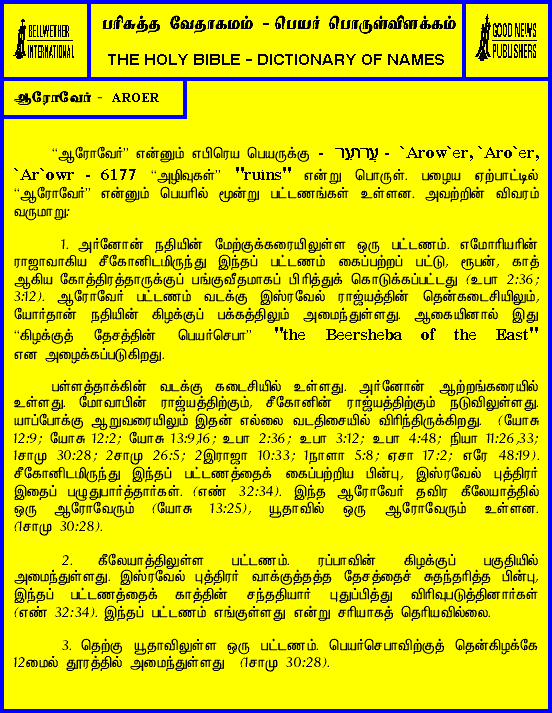 BELLWETHER
INTERNATIONAL
பரிசுத்த வேதாகமம் - பெயர் பொருள்விளக்கம்
THE HOLY BIBLE - DICTIONARY OF NAMES
GOOD NEWS
PUBLISHERS
ஆரோவேர் - AROER
“ஆரோவேர்” என்னும் எபிரெய பெயருக்கு - - `Arow`er, `Aro`er,
`Ar`owr - 6177 “அழிவுகள்” "ruins" என்று பொருள். பழைய ஏற்பாட்டில்
“ஆரோவேர்” என்னும் பெயரில் மூன்று பட்டணங்கள் உள்ளன. அவற்றின் விவரம்
வருமாறு:
1. அர்னோன் நதியின் மேற்குக்கரையிலுள்ள ஒரு பட்டணம். எமோரியரின்
ராஜாவாகிய சீகோனிடமிருந்து இந்தப் பட்டணம் கைப்பற்றப் பட்டு, ரூபன், காத்
ஆகிய கோத்திரத்தாருக்குப் பங்குவீதமாகப் பிரித்துக் கொடுக்கப்பட்டது (உபா 2:36;
3:12). ஆரோவேர் பட்டணம் வடக்கு இஸ்ரவேல் ராஜ்யத்தின் தென்கடைசியிலும்,
யோர்தான் நதியின் கிழக்குப் பக்கத்திலும் அமைந்துள்ளது. ஆகையினால் இது
“கிழக்குத் தேசத்தின் பெயர்செபா” "the Beersheba of the East"
என அழைக்கப்படுகிறது.
பள்ளத்தாக்கின் வடக்கு கடைசியில் உள்ளது. அர்னோன் ஆற்றங்கரையில்
உள்ளது. மோவாபின் ராஜ்யத்திற்கும், சீகோனின் ராஜ்யத்திற்கும் நடுவிலுள்ளது.
யாப்போக்கு ஆறுவரையிலும் இதன் எல்லை வடதிசையில் விரிந்திருக்கிறது. (யோசு
12:9; யோசு 12:2; யோசு 13:9,16; உபா 2:36; உபா 3:12; உபா 4:48; நியா 11:26,33;
1சாமு 30:28; 2சாமு 26:5; 2இராஜா 10:33; 1நாளா 5:8; ஏசா 17:2; எரே 48:19).
சீகோனிடமிருந்து இந்தப் பட்டணத்தைக் கைப்பற்றிய பின்பு, இஸ்ரவேல் புத்திரர்
இதைப் பழுதுபார்த்தார்கள். (எண் 32:34). இந்த ஆரோவேர் தவிர கீலேயாத்தில்
ஒரு ஆரோவேரும் (யோசு 13:25), யூதாவில் ஒரு ஆரோவேரும் உள்ளன.
(1சாமு 30:28).
2. கீலேயாத்திலுள்ள பட்டணம். ரப்பாவின் கிழக்குப் பகுதியில்
அமைந்துள்ளது. இஸ்ரவேல் புத்திரர் வாக்குத்தத்த தேசத்தைச் சுதந்தரித்த பின்பு,
இந்தப் பட்டணத்தைக் காத்தின் சந்ததியார் புதுப்பித்து விரிவுபடுத்தினார்கள்
(எண் 32:34). இந்தப் பட்டணம் எங்குள்ளது என்று சரியாகத் தெரியவில்லை.
3. தெற்கு யூதாவிலுள்ள ஒரு பட்டணம். பெயர்செபாவிற்குத் தென்கிழக்கே
12மைல் தூரத்தில் அமைந்துள்ளது (1சாமு 30:28).